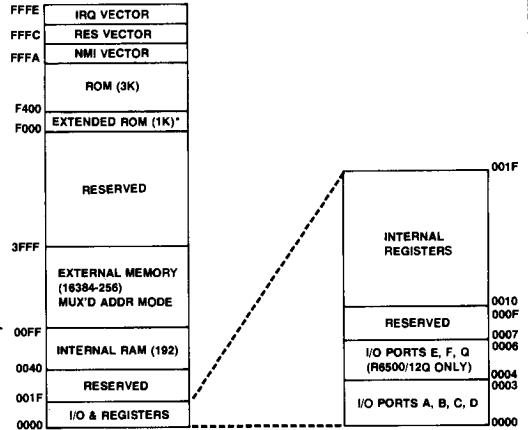 FFFE
IRQ VECTOR
FFFC
RES VECTOR
FFFA
NMI VECTOR
ROM (3K)
F400
EXTENDED ROM (1K)*
F000
RESERVED
3FFF
EXTERNAL MEMORY
(16384-256)
MUX'D ADDR MODE
00FF
INTERNAL RAM (192)
0040
RESERVED
001F
I/O & REGISTERS
0000
001F
INTERNAL
REGISTERS
0010
000F
RESERVED
0007
0006
I/O PORTS E, F, Q
(R6500/12Q ONLY)
0004
0003
I/O PORTS A, B, C, D
0000